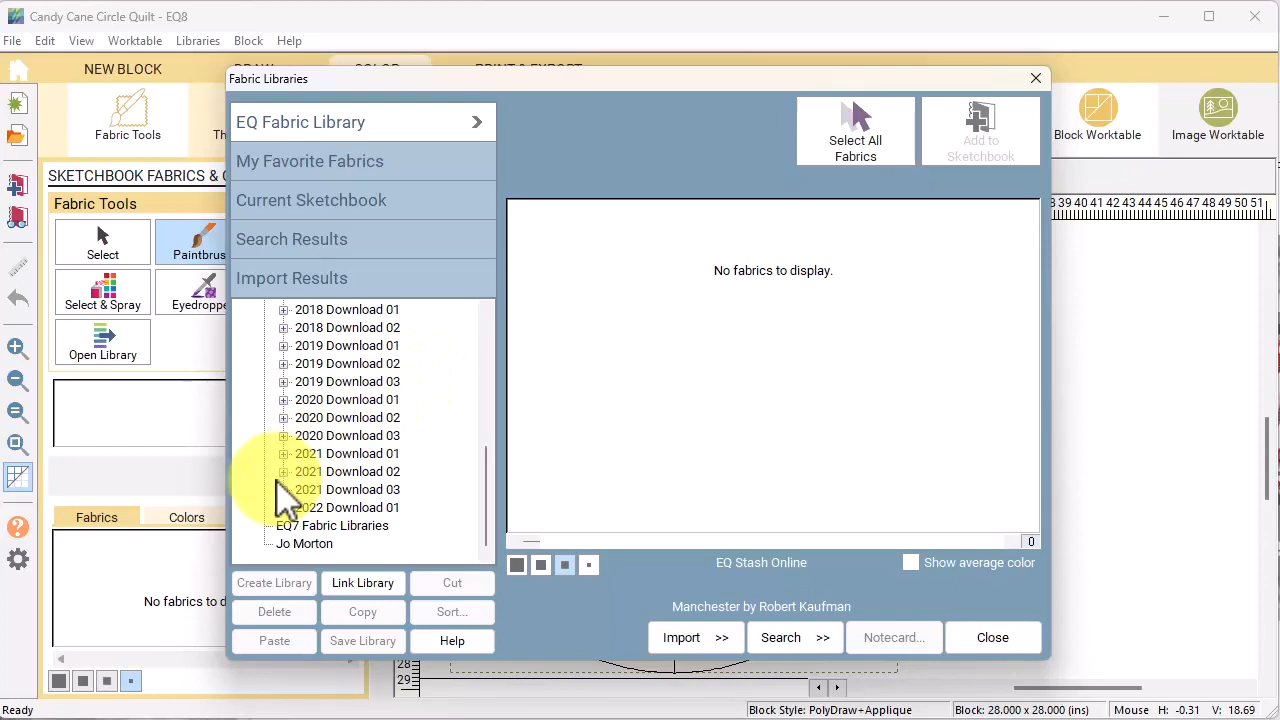 Candy Cane Circle Quilt - EQ8
File Edit View Worktable Libraries Block Help
NEW BLOCK
PRINT & EXPORT
Fabric Libraries
Fabric Tools
Block Worktable
Image Worktable
SKETCHBOOK FABRICS &
Fabric Tools
Select
Paintbrus
Select & Spray
Eyedroppe
Open Library
EQ Fabric Library
My Favorite Fabrics
Current Sketchbook
Search Results
Import Results
2018 Download 01
2018 Download 02
2019 Download 01
2019 Download 02
2019 Download 03
2020 Download 01
2020 Download 02
2020 Download 03
2021 Download 01
2021 Download 02
2021 Download 03
2022 Download 01
EQ7 Fabric Libraries
Jo Morton
Create Library Link Library Cut
Delete Copy Sort...
Paste Save Library Help
Select All
Fabrics
Add to
Sketchbook
No fabrics to display.
0
EQ Stash Online
Show average color
Manchester by Robert Kaufman
Import >> Search >> Notecard... Close
39 40 41 42 43 44 45 46 47 48 49 50 51
Fabrics Colors
No fabrics to d
28
29
Ready
Block Style: PolyDraw+Applique
Block: 28.000 x 28.000 (ins)
Mouse H: -0.31 V: 18.69